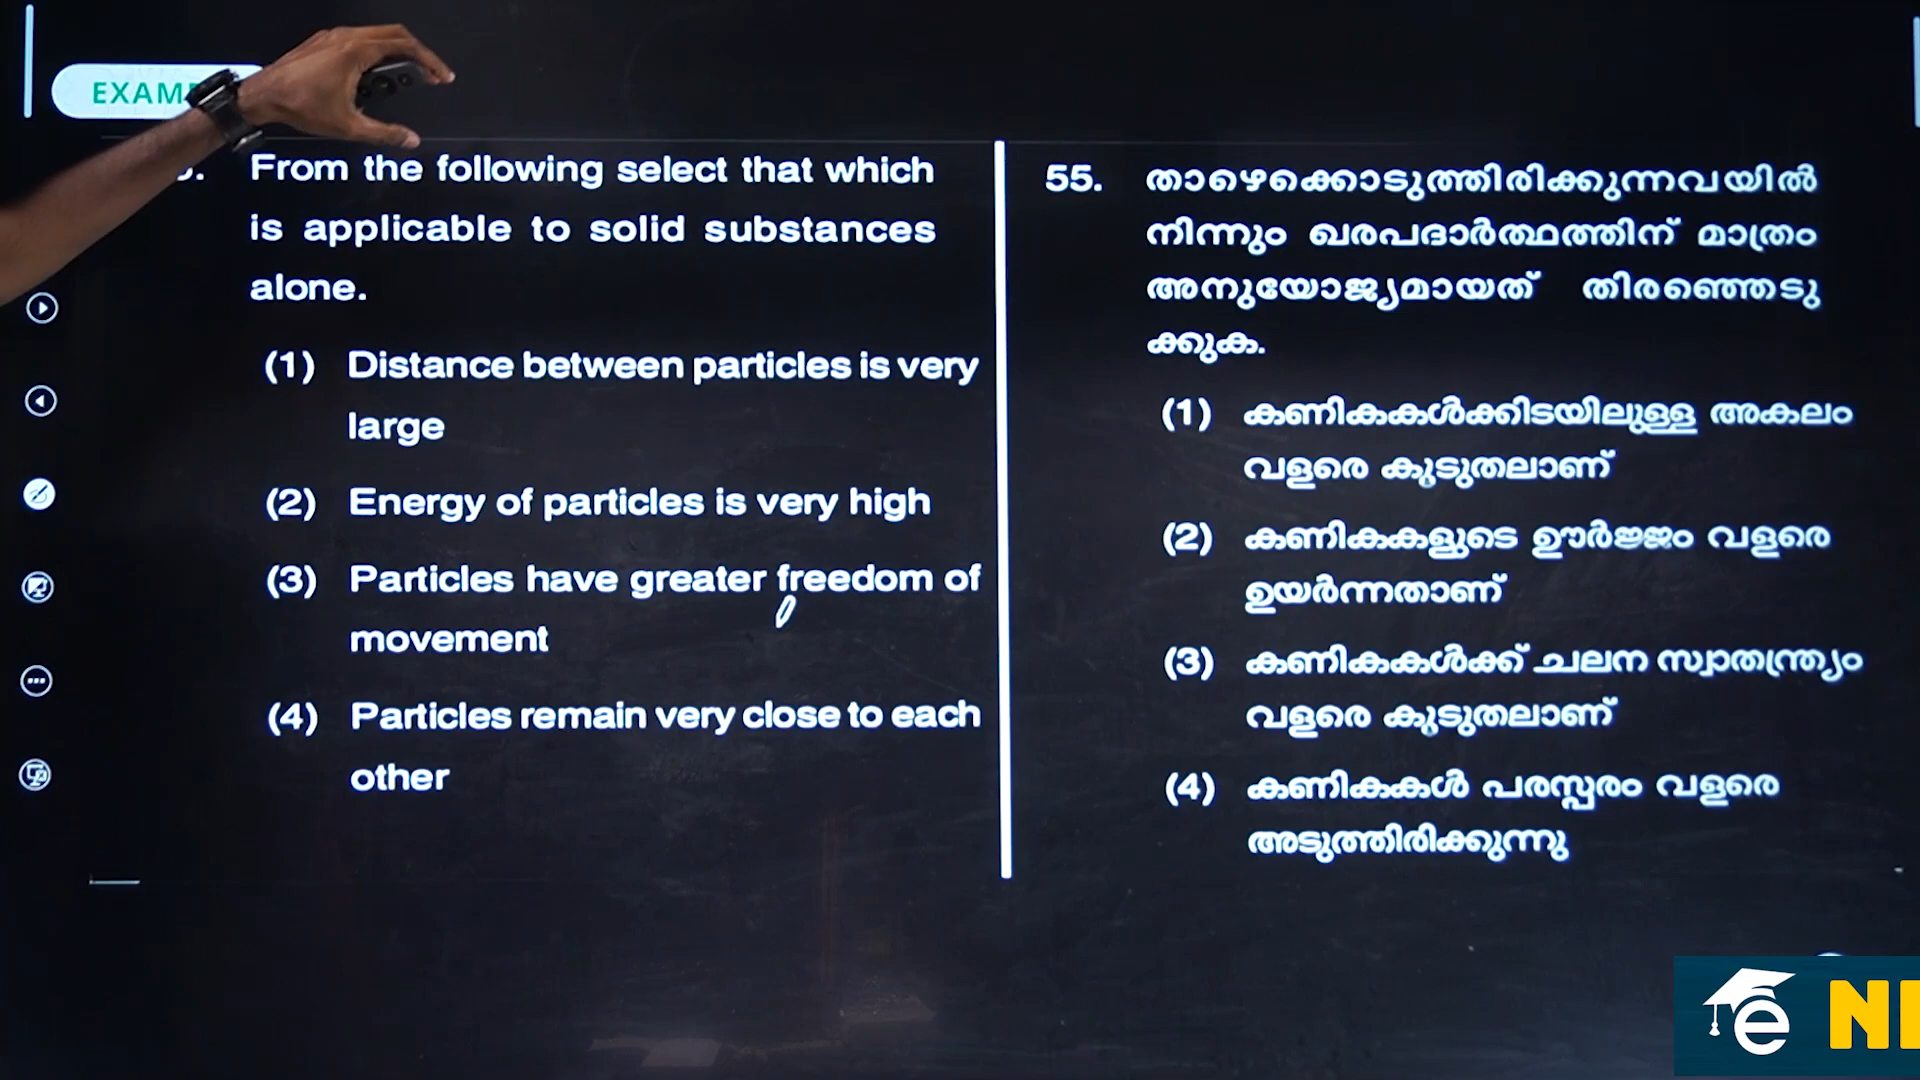 From the following select that which
is applicable to solid substances
alone.
(1) Distance between particles is very
large
(2) Energy of particles is very high
(3) Particles have greater freedom of
movement
(4) Particles remain very close to each
other
55. താഴെക്കൊടുത്തിരിക്കുന്നവയിൽ
നിന്നും ഖരപദാർത്ഥത്തിന് മാത്രം
അനുയോജ്യമായത് തിരഞ്ഞെടു
ക്കുക.
(1) കണികകൾക്കിടയിലുള്ള അകലം
വളരെ കൂടുതലാണ്
(2) കണികകളുടെ ഊർജ്ജം വളരെ
ഉയർന്നതാണ്
(3) കണികകൾക്ക് ചലന സ്വാതന്ത്ര്യം
വളരെ കൂടുതലാണ്
(4) കണികകൾ പരസ്പരം വളരെ
അടുത്തിരിക്കുന്നു